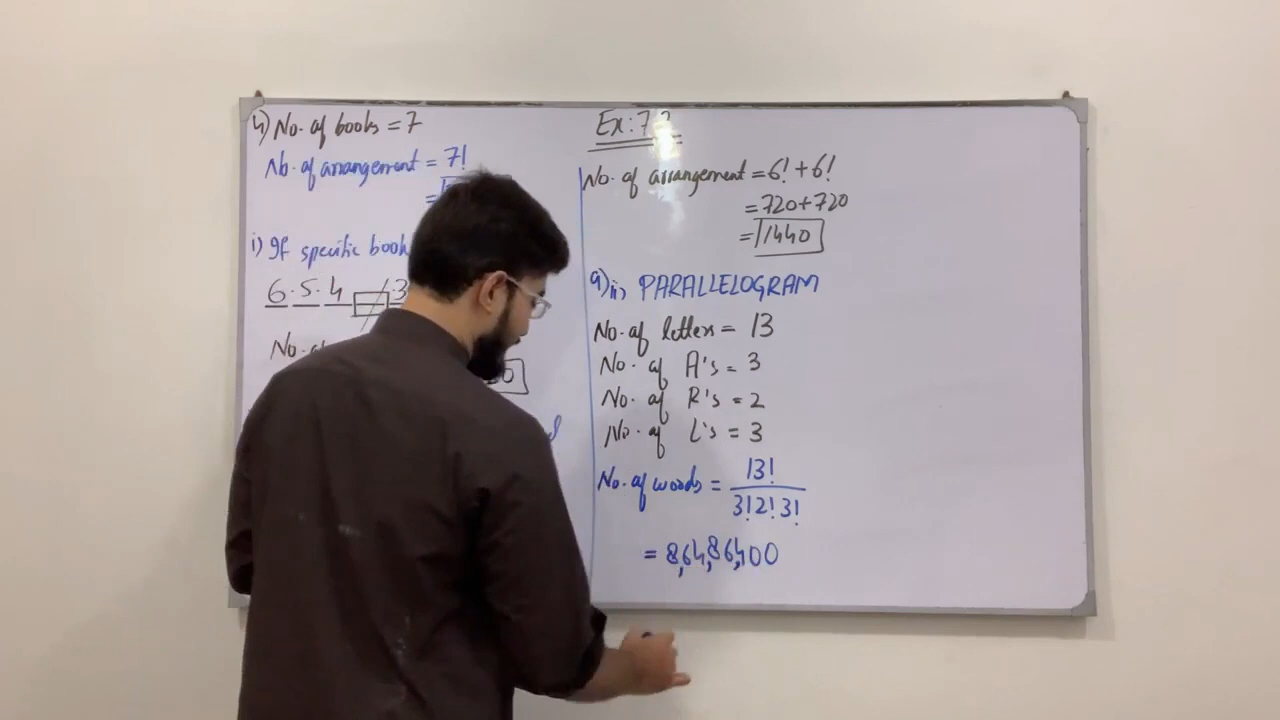 4) No. of books = 7
No. of arrangement = 7!
i) If specific book
6 . 5 . 4
No. of
Ex: 7.2
No. of arrangement = 6! + 6!
= 720 + 720
= 1440
9) ii) PARALLELOGRAM
No. of letters = 13
No. of A's = 3
No. of R's = 2
No. of L's = 3
No. of words = 13!
3! 2! 3!
= 8,64,86,400